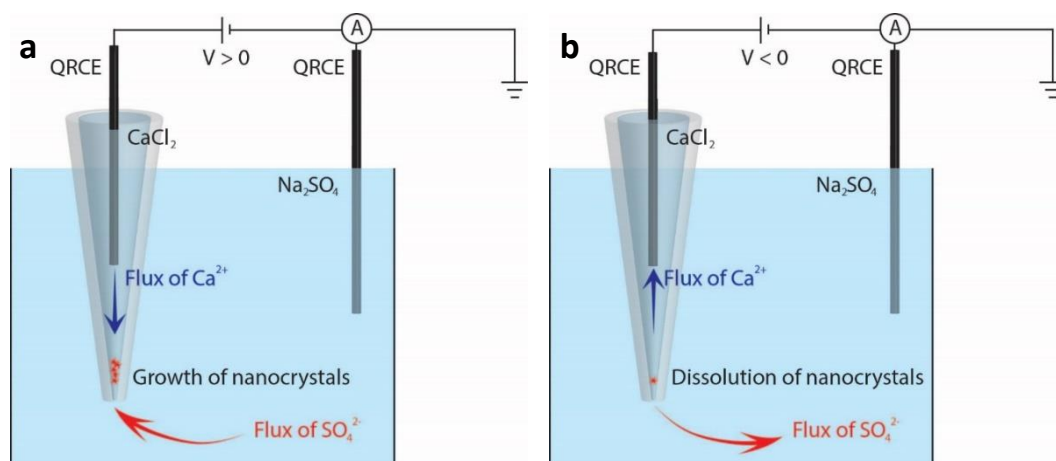 a
V > 0
A
QRCE
QRCE
CaCl₂
Na₂SO₄
Flux of Ca²⁺
Growth of nanocrystals
Flux of SO₄²⁻
b
V < 0
A
QRCE
QRCE
CaCl₂
Na₂SO₄
Flux of Ca²⁺
Dissolution of nanocrystals
Flux of SO₄²⁻